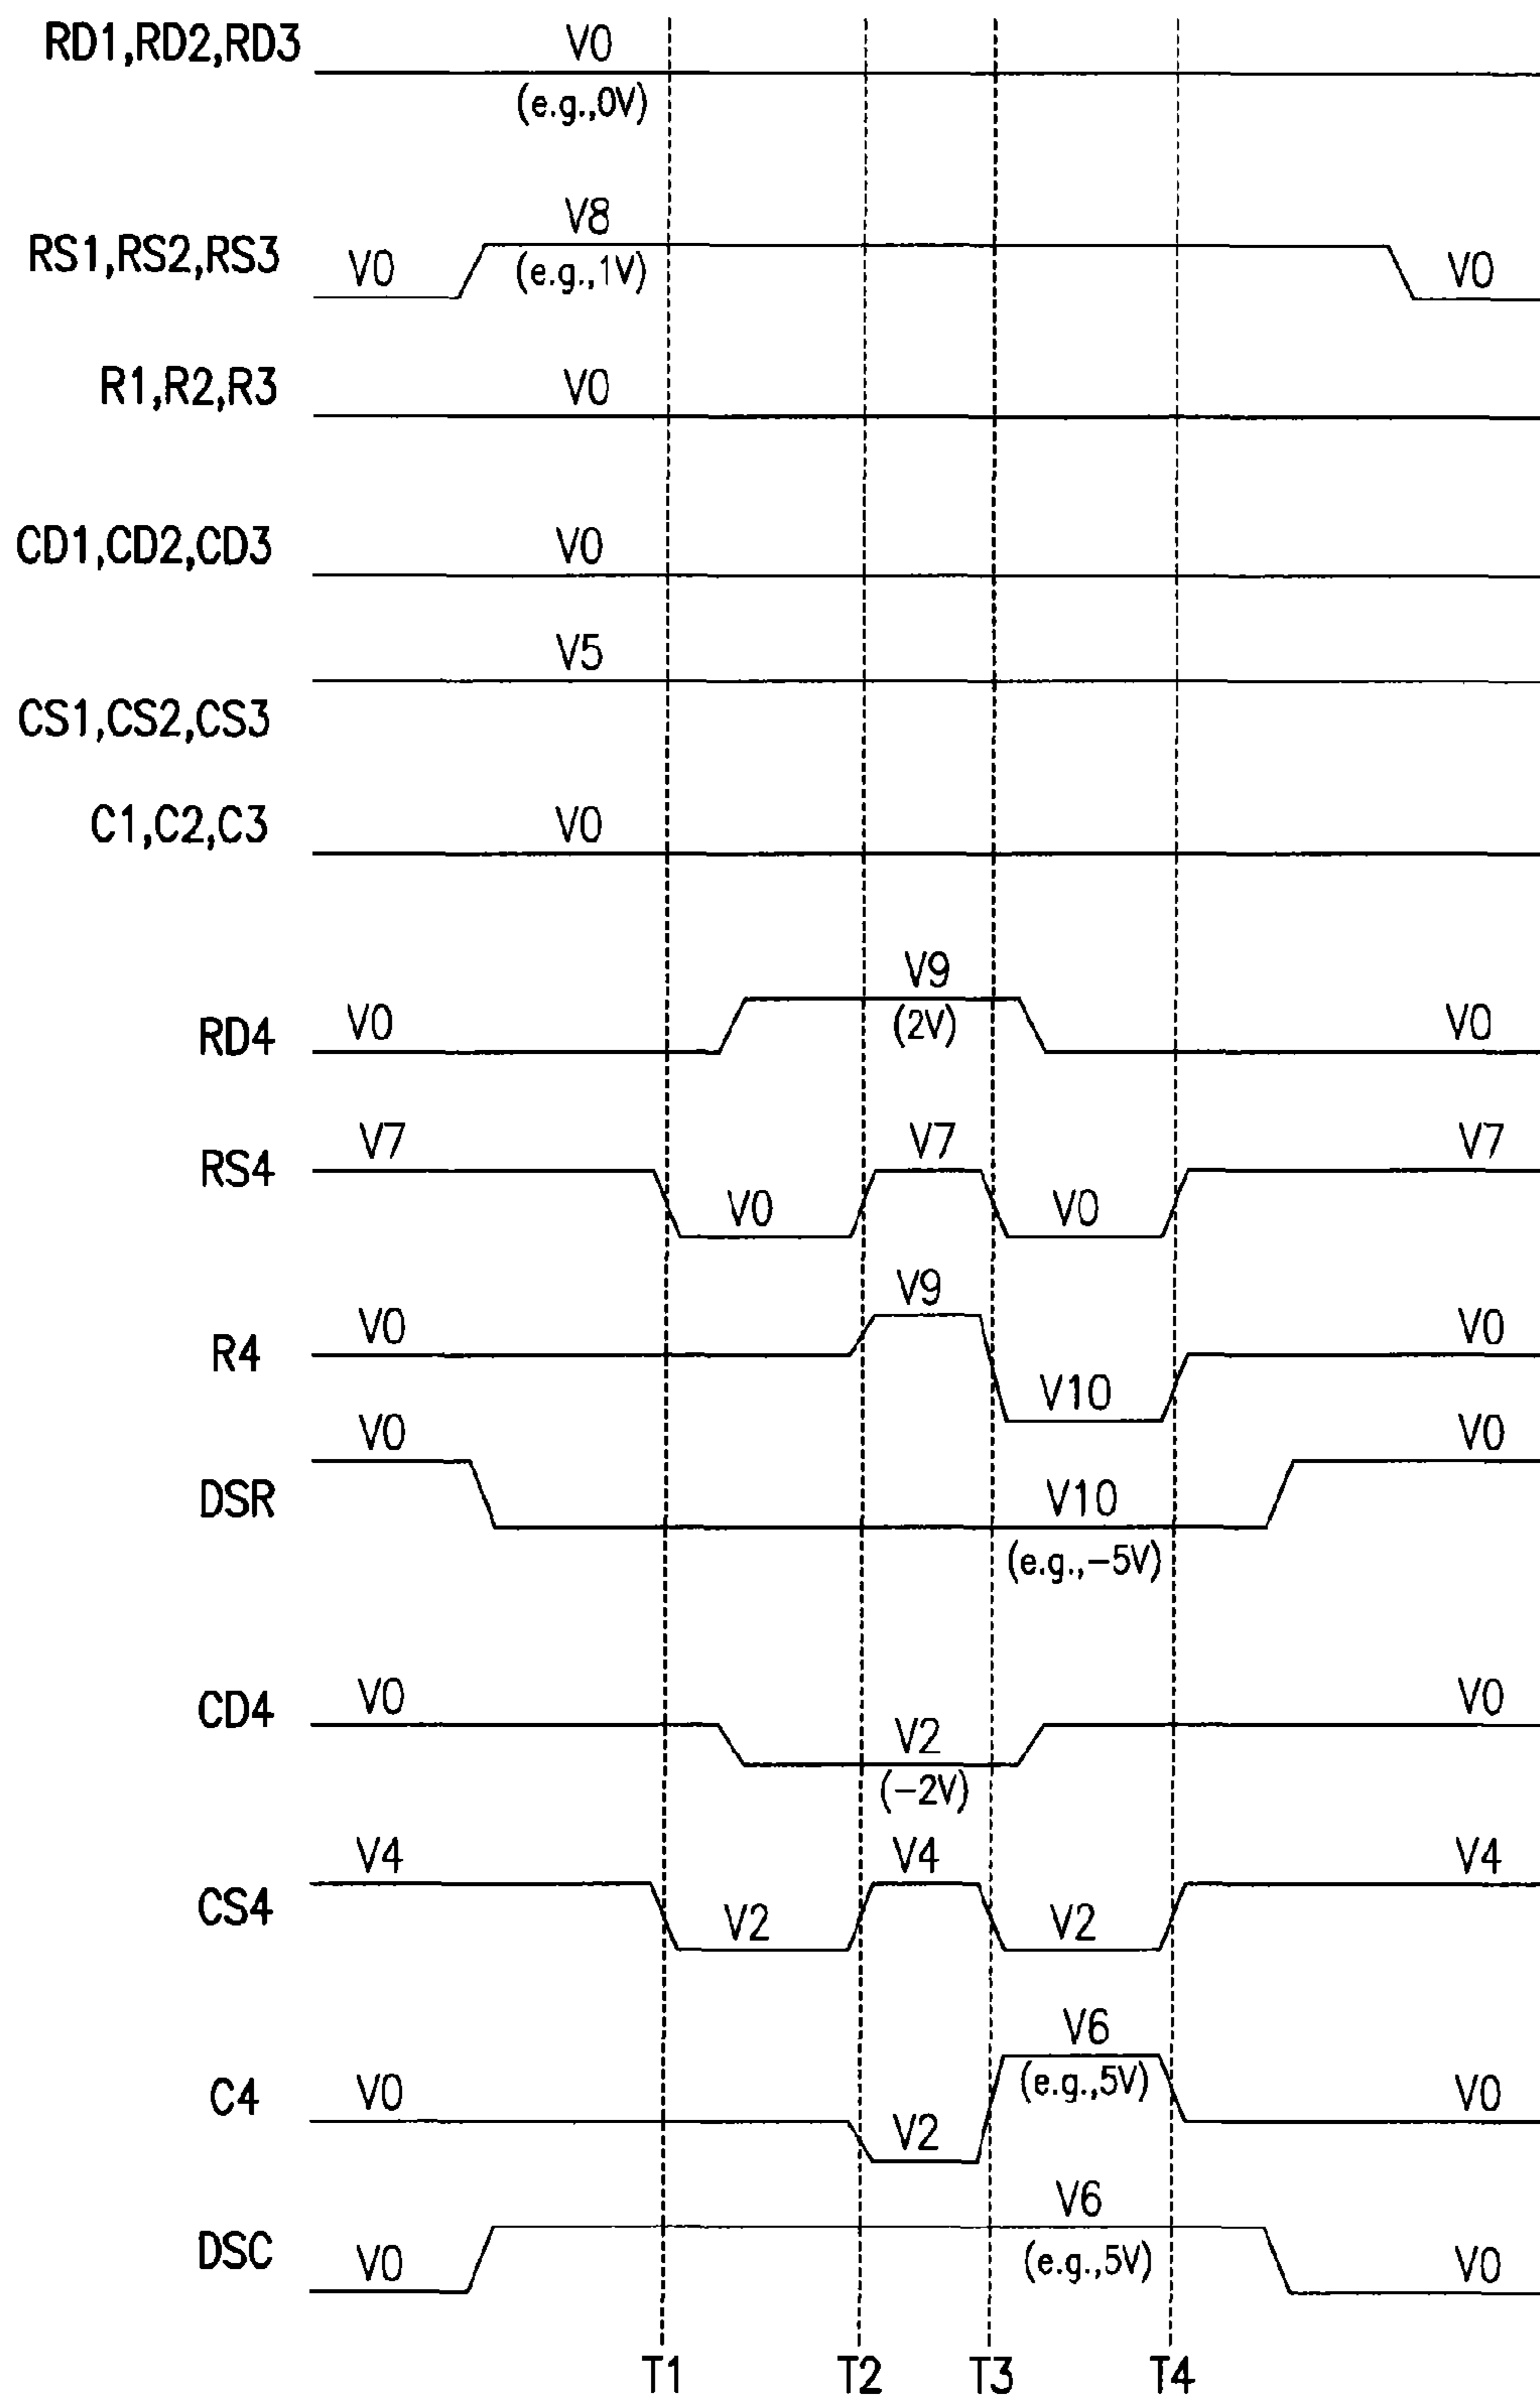 RD1,RD2,RD3 V0
(e.g.,0V)
V8
RS1,RS2,RS3 V0 (e.g.,1V) V0
R1,R2,R3 V0
CD1,CD2,CD3 V0
V5
CS1,CS2,CS3
C1,C2,C3 V0
V9
RD4 V0 (2V) V0
V7 V7 V7
RS4
V0 V0
V9
V0 V0
R4
V10
V0 V0
DSR V10
(e.g.,-5V)
CD4 V0 V0
V2
(-2V)
V4 V4 V4
CS4
V2 V2
V6
(e.g.,5V)
C4 V0 V0
V2
V6
DSC V0 (e.g.,5V) V0
T1 T2 T3 T4